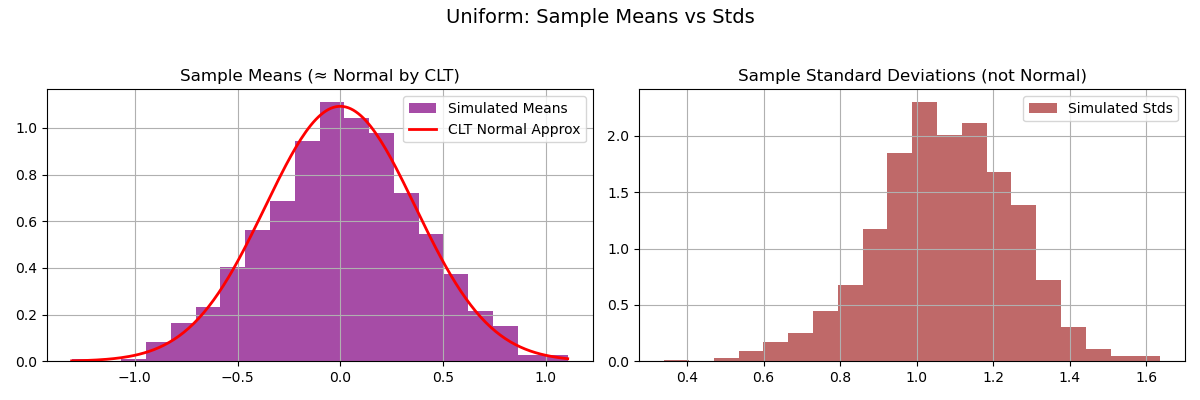 Uniform: Sample Means vs Stds
Sample Means (≈ Normal by CLT)
Simulated Means
CLT Normal Approx
1.0
0.8
0.6
0.4
0.2
0.0
−1.0 −0.5 0.0 0.5 1.0
Sample Standard Deviations (not Normal)
Simulated Stds
2.0
1.5
1.0
0.5
0.0
0.4 0.6 0.8 1.0 1.2 1.4 1.6